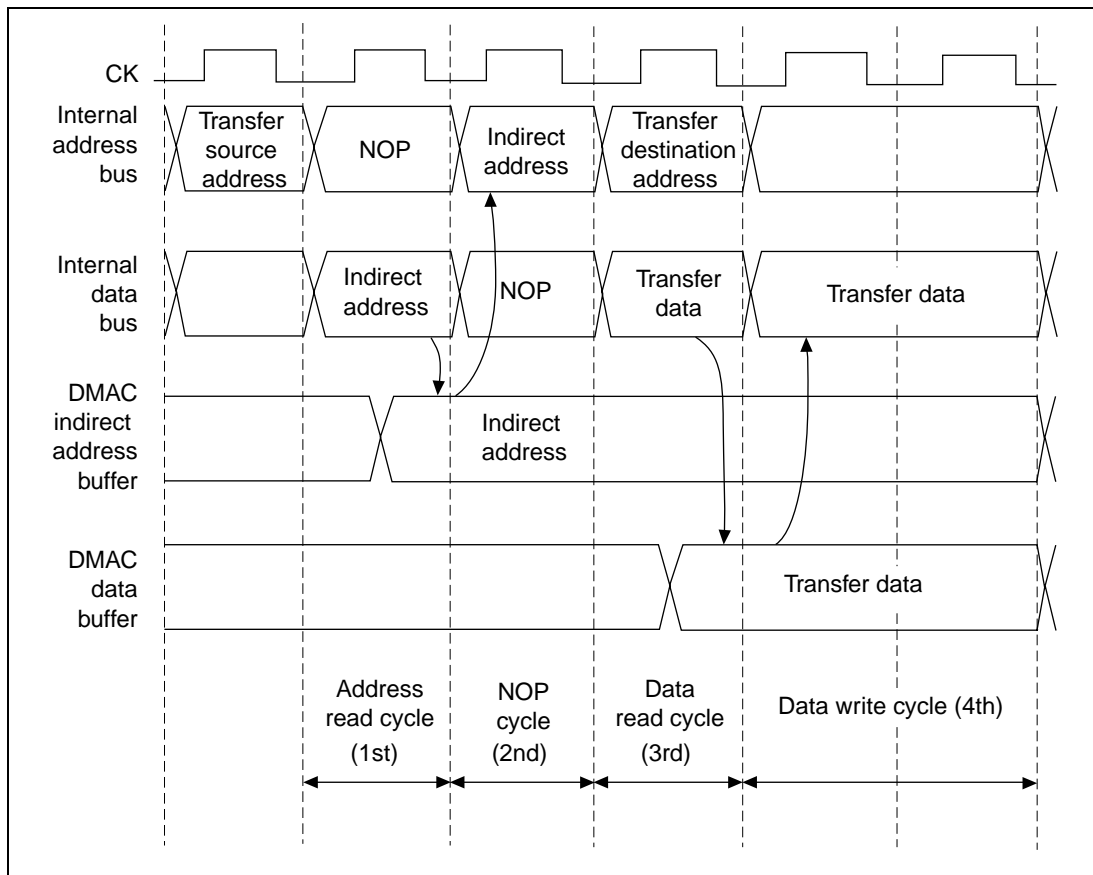 CK
Internal
address
bus
Transfer
source
address
NOP
Indirect
address
Transfer
destination
address
Internal
data
bus
Indirect
address
NOP
Transfer
data
Transfer data
DMAC
indirect
address
buffer
Indirect
address
DMAC
data
buffer
Transfer data
Address
read cycle
(1st)
NOP
cycle
(2nd)
Data
read cycle
(3rd)
Data write cycle (4th)